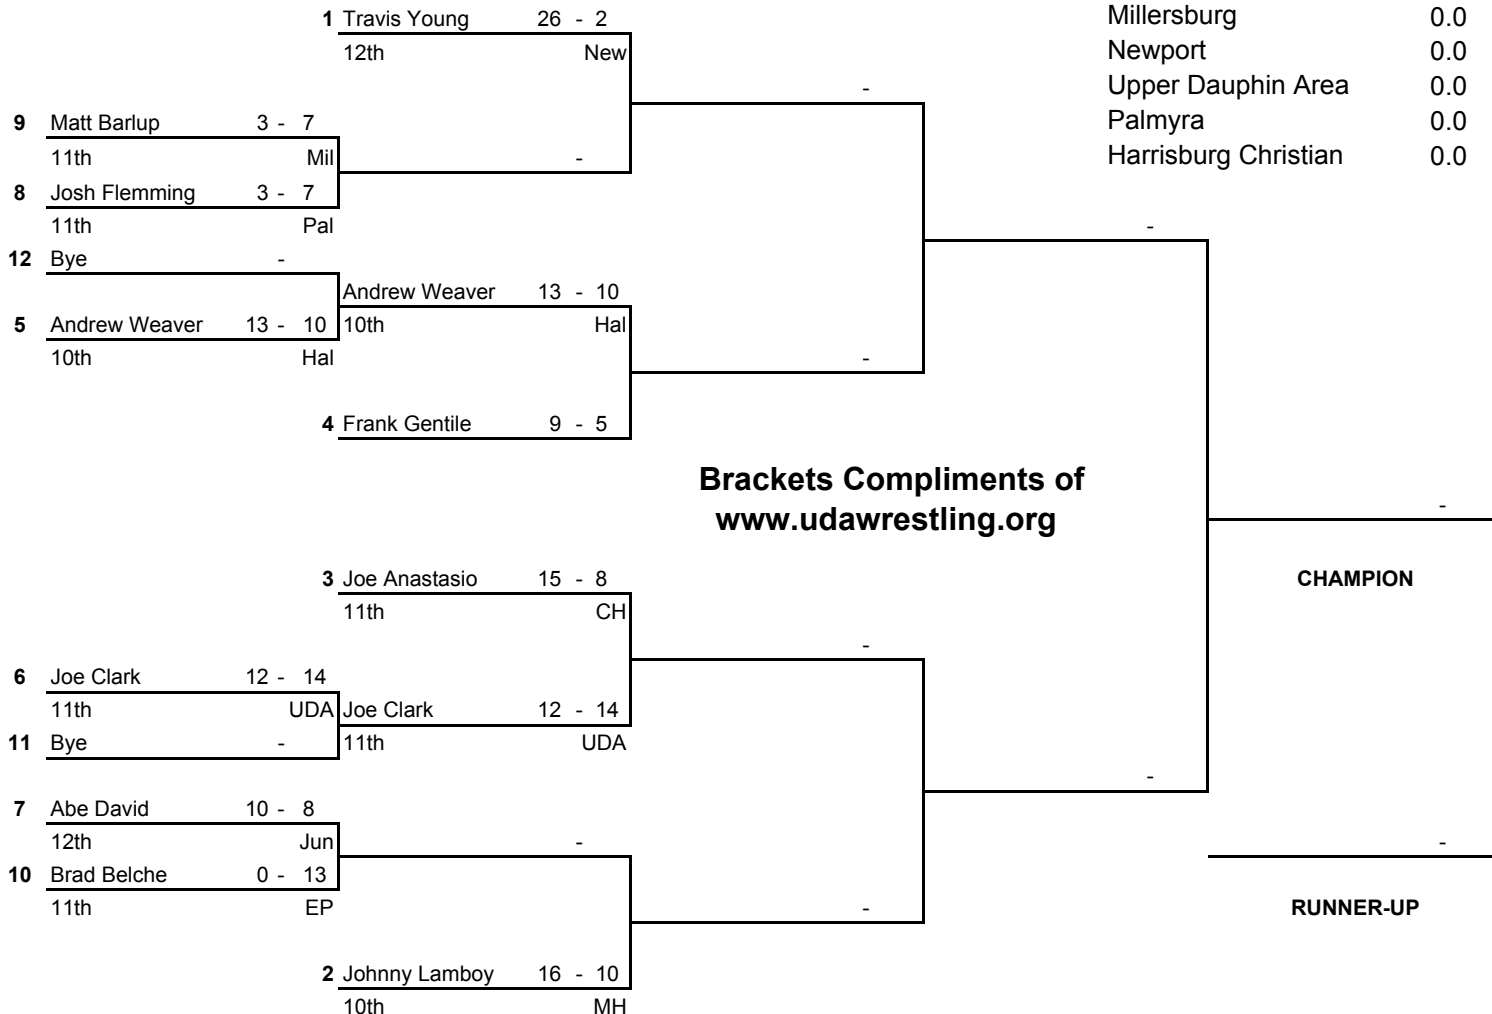 1 Travis Young 26 - 2
12th New
Millersburg 0.0
Newport 0.0
Upper Dauphin Area 0.0
Palmyra 0.0
Harrisburg Christian 0.0
-
9 Matt Barlup 3 - 7
11th Mil
-
8 Josh Flemming 3 - 7
11th Pal
-
12 Bye -
Andrew Weaver 13 - 10
10th Hal
5 Andrew Weaver 13 - 10
10th Hal
-
4 Frank Gentile 9 - 5
Brackets Compliments of
www.udawrestling.org
-
CHAMPION
3 Joe Anastasio 15 - 8
11th CH
-
6 Joe Clark 12 - 14
11th UDA
Joe Clark 12 - 14
11th UDA
11 Bye -
-
7 Abe David 10 - 8
12th Jun
-
-
10 Brad Belche 0 - 13
11th EP
-
RUNNER-UP
2 Johnny Lamboy 16 - 10
10th MH